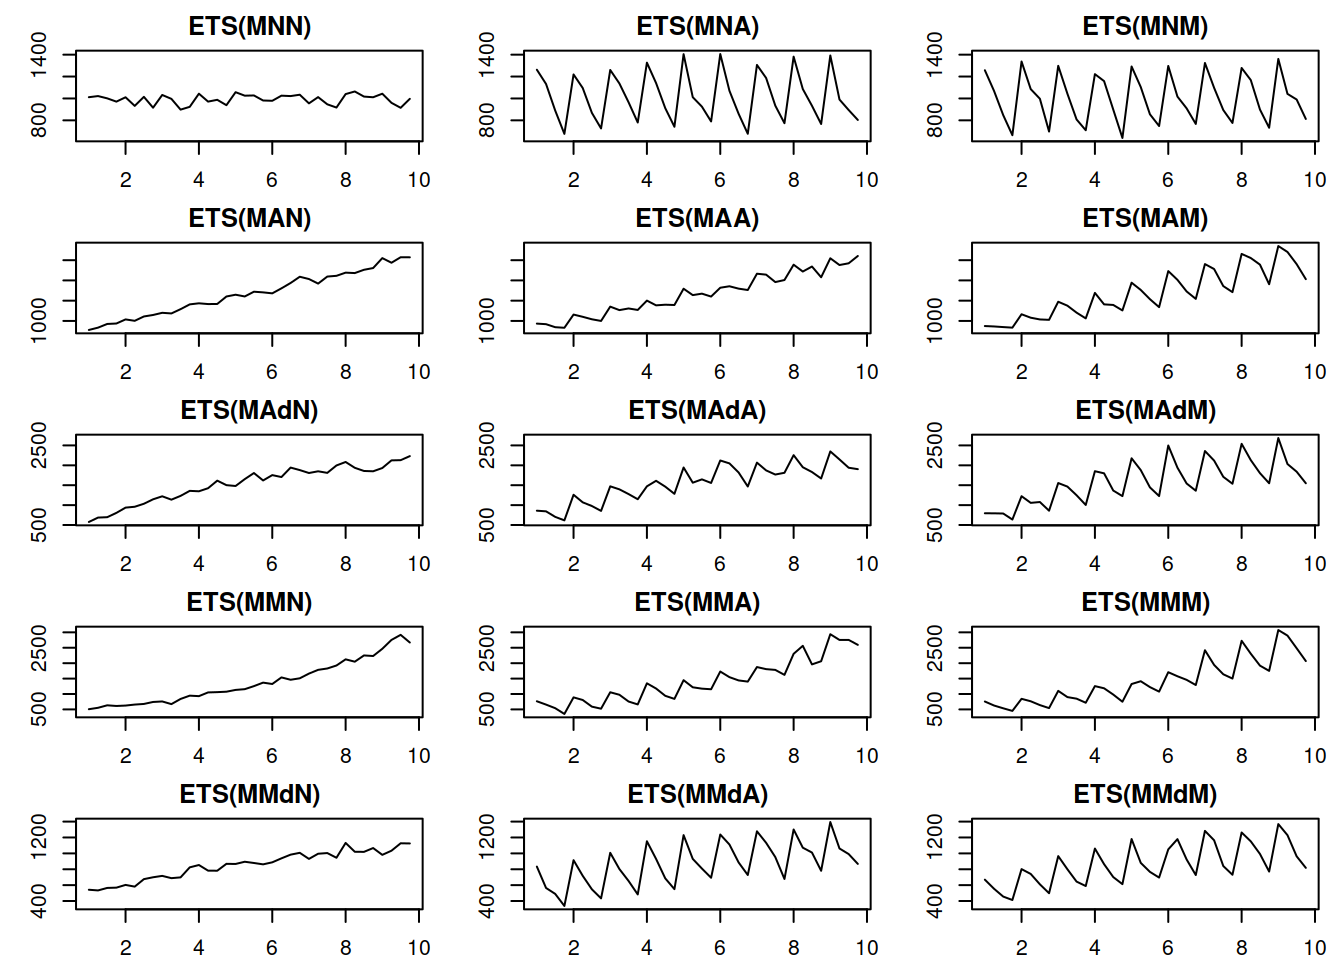 ETS(MNN) ETS(MNA) ETS(MNM)
1400 1400 1400
800 800 800
2 4 6 8 10 2 4 6 8 10 2 4 6 8 10
ETS(MAN) ETS(MAA) ETS(MAM)
1000 1000 1000
2 4 6 8 10 2 4 6 8 10 2 4 6 8 10
ETS(MAdN) ETS(MAdA) ETS(MAdM)
2500 2500 2500
500 500 500
2 4 6 8 10 2 4 6 8 10 2 4 6 8 10
ETS(MMN) ETS(MMA) ETS(MMM)
2500 2500 2500
500 500 500
2 4 6 8 10 2 4 6 8 10 2 4 6 8 10
ETS(MMdN) ETS(MMdA) ETS(MMdM)
1200 1200 1200
400 400 400
2 4 6 8 10 2 4 6 8 10 2 4 6 8 10